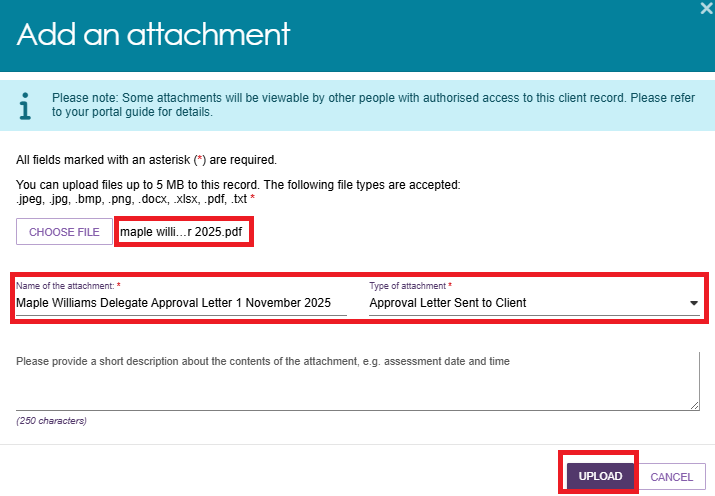 Add an attachment
Please note: Some attachments will be viewable by other people with authorised access to this client record. Please refer
to your portal guide for details.
All fields marked with an asterisk (*) are required.
You can upload files up to 5 MB to this record. The following file types are accepted:
.jpeg, .jpg, .bmp, .png, .docx, .xlsx, .pdf, .txt *
CHOOSE FILE maple willi…r 2025.pdf
Name of the attachment: * Type of attachment *
Maple Williams Delegate Approval Letter 1 November 2025 Approval Letter Sent to Client
Please provide a short description about the contents of the attachment, e.g. assessment date and time
(250 characters)
UPLOAD CANCEL